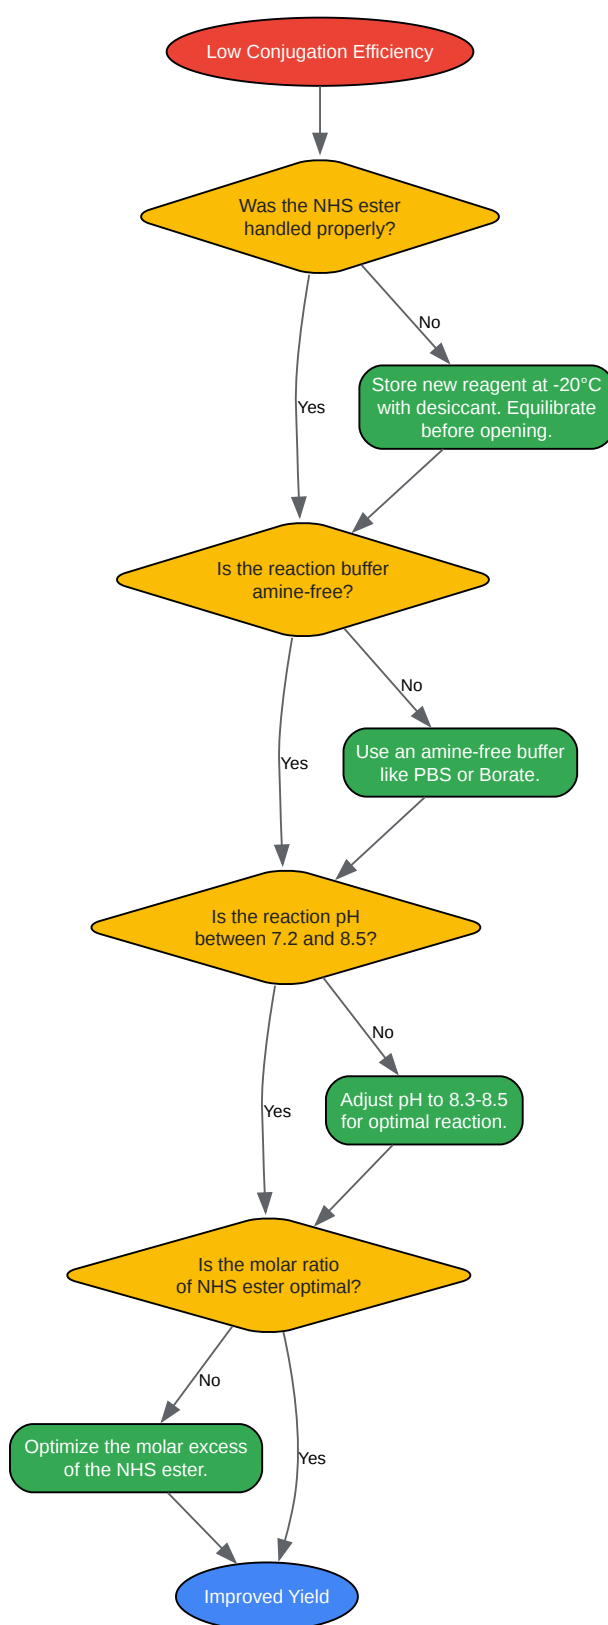 Low Conjugation Efficiency
Was the NHS ester
handled properly?
No
Store new reagent at -20°C
with desiccant. Equilibrate
before opening.
Yes
Is the reaction buffer
amine-free?
No
Use an amine-free buffer
like PBS or Borate.
Yes
Is the reaction pH
between 7.2 and 8.5?
No
Adjust pH to 8.3-8.5
for optimal reaction.
Yes
Is the molar ratio
of NHS ester optimal?
No
Optimize the molar excess
of the NHS ester.
Yes
Improved Yield